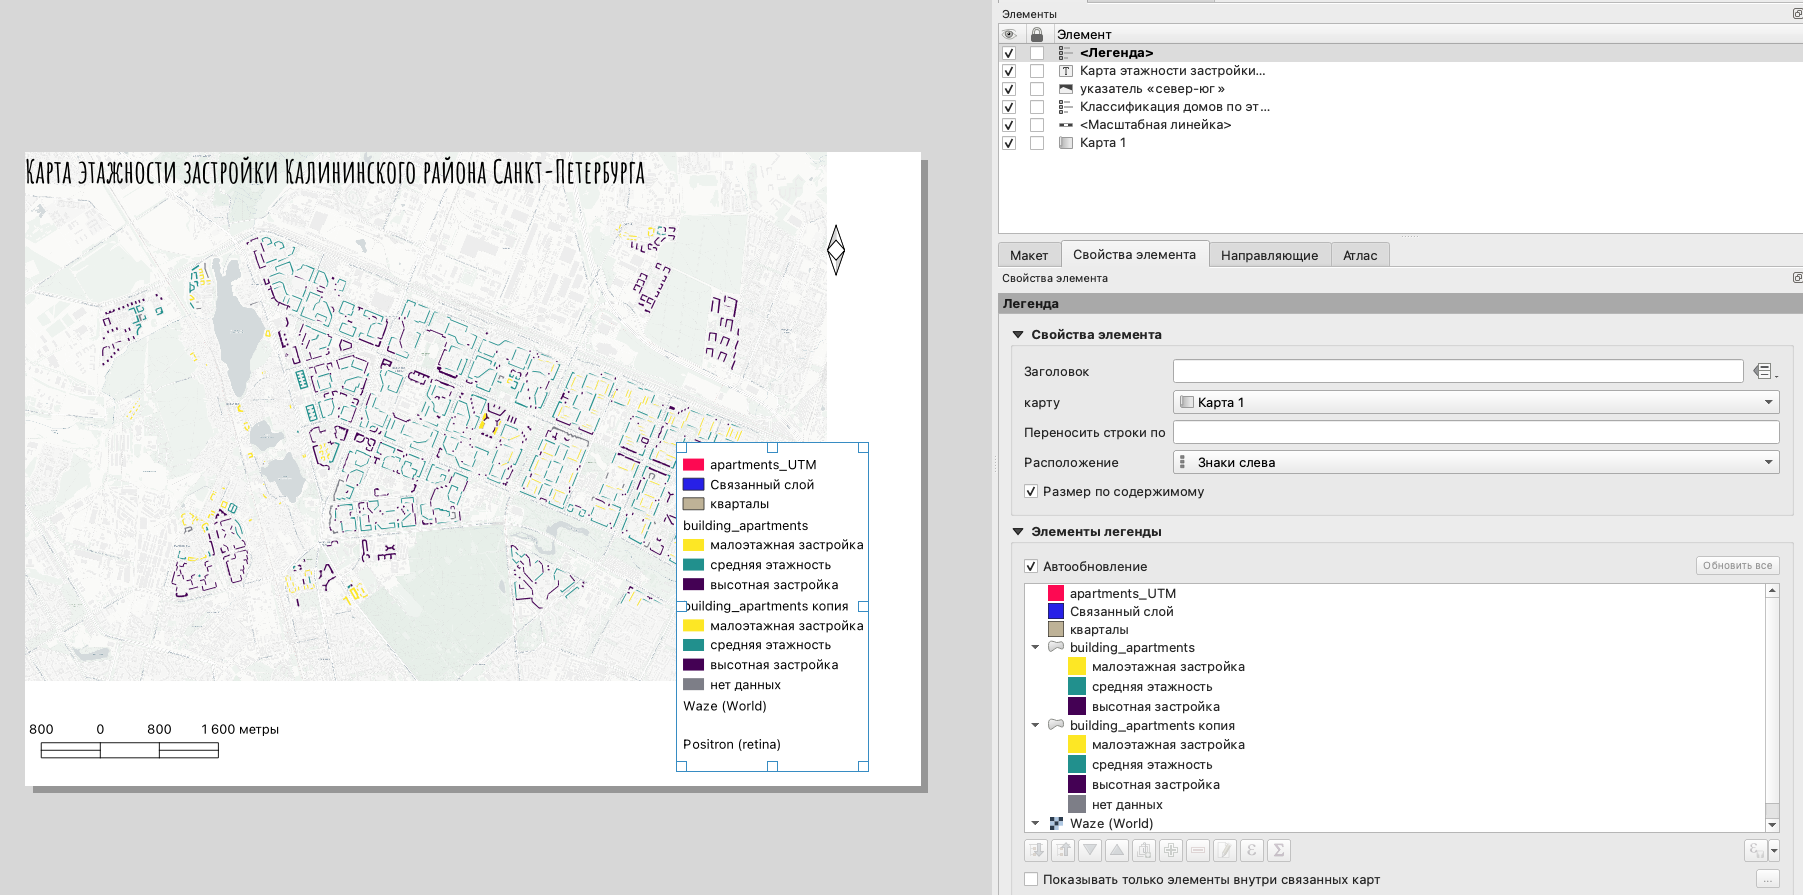 Карта этажности застройки Калининского района Санкт-Петербурга
apartments_UTM
Связанный слой
кварталы
building_apartments
малоэтажная застройка
средняя этажность
высотная застройка
building_apartments копия
малоэтажная застройка
средняя этажность
высотная застройка
нет данных
Waze (World)
Positron (retina)
800 0 800 1 600 метры
Элементы
Элемент
<Легенда>
T Карта этажности застройки...
указатель «север-юг»
Классификация домов по эт...
<Масштабная линейка>
Карта 1
Макет Свойства элемента Направляющие Атлас
Свойства элемента
Легенда
Свойства элемента
Заголовок
карту Карта 1
Переносить строки по
Расположение Знаки слева
Размер по содержимому
Элементы легенды
Автообновление Обновить все
apartments_UTM
Связанный слой
кварталы
building_apartments
малоэтажная застройка
средняя этажность
высотная застройка
building_apartments копия
малоэтажная застройка
средняя этажность
высотная застройка
нет данных
Waze (World)
ε Σ ε
Показывать только элементы внутри связанных карт ...